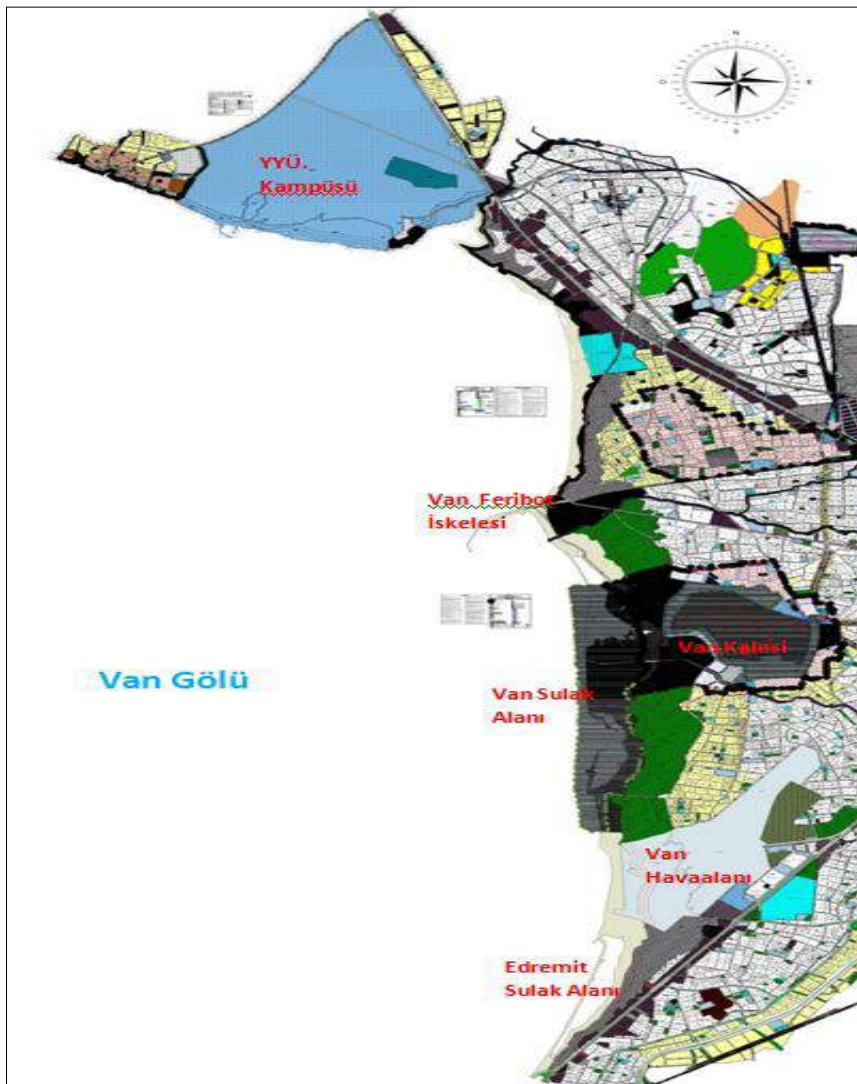 N
YYÜ.
Kampüsü
Van Feribot
İskelesi
Van Kalesi
Van Gölü
Van Sulak
Alanı
Van
Havaalanı
Edremit
Sulak Alanı